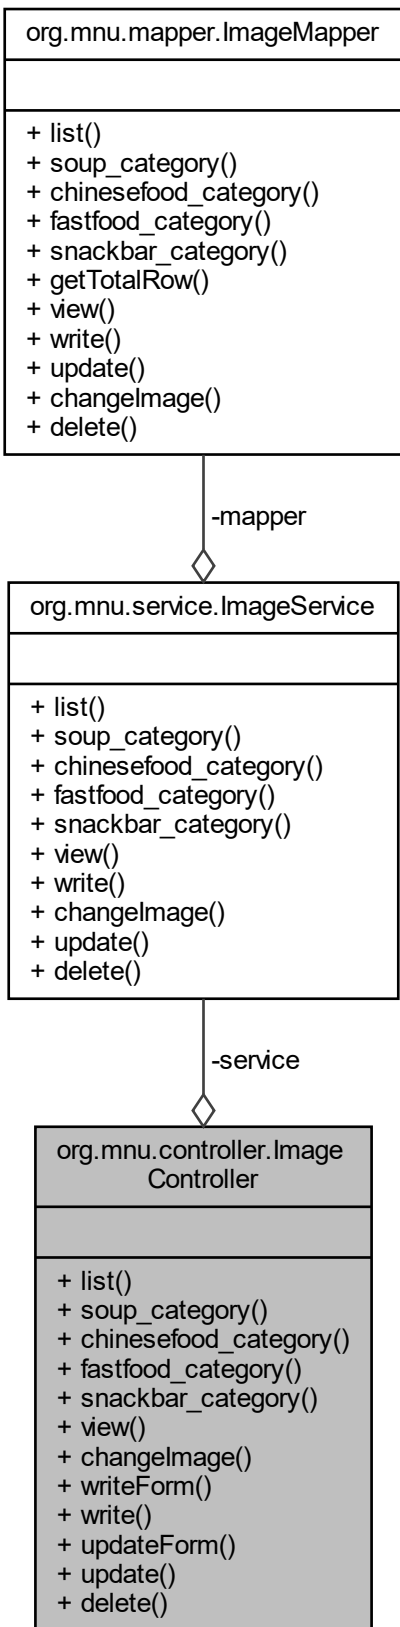 org.mnu.mapper.ImageMapper
+ list()
+ soup_category()
+ chinesefood_category()
+ fastfood_category()
+ snackbar_category()
+ getTotalRow()
+ view()
+ write()
+ update()
+ changeImage()
+ delete()
-mapper
org.mnu.service.ImageService
+ list()
+ soup_category()
+ chinesefood_category()
+ fastfood_category()
+ snackbar_category()
+ view()
+ write()
+ changeImage()
+ update()
+ delete()
-service
org.mnu.controller.Image
Controller
+ list()
+ soup_category()
+ chinesefood_category()
+ fastfood_category()
+ snackbar_category()
+ view()
+ changeImage()
+ writeForm()
+ write()
+ updateForm()
+ update()
+ delete()